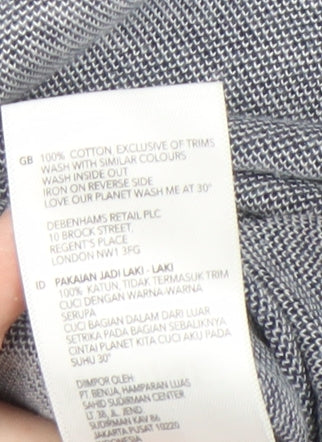 GB 100% COTTON, EXCLUSIVE OF TRIMS
WASH WITH SIMILAR COLOURS
WASH INSIDE OUT
IRON ON REVERSE SIDE
LOVE OUR PLANET WASH ME AT 30°
DEBENHAMS RETAIL PLC
10 BROCK STREET,
REGENT'S PLACE
LONDON NW1 3FG
ID PAKAIAN JADI LAKI - LAKI
100% KATUN, TIDAK TERMASUK TRIM
CUCI DENGAN WARNA-WARNA
SERUPA
CUCI BAGIAN DALAM DARI LUAR
SETRIKA PADA BAGIAN SEBALIKNYA
CINTAI PLANET KITA CUCI AKU PADA
SUHU 30°
DIIMPOR OLEH
PT. BENUA, HAMPARAN LUAS
SAHID SUDIRMAN CENTER
LT. 38, JL. JEND.
SUDIRMAN KAV 86
JAKARTA PUSAT 10220
INDONESIA